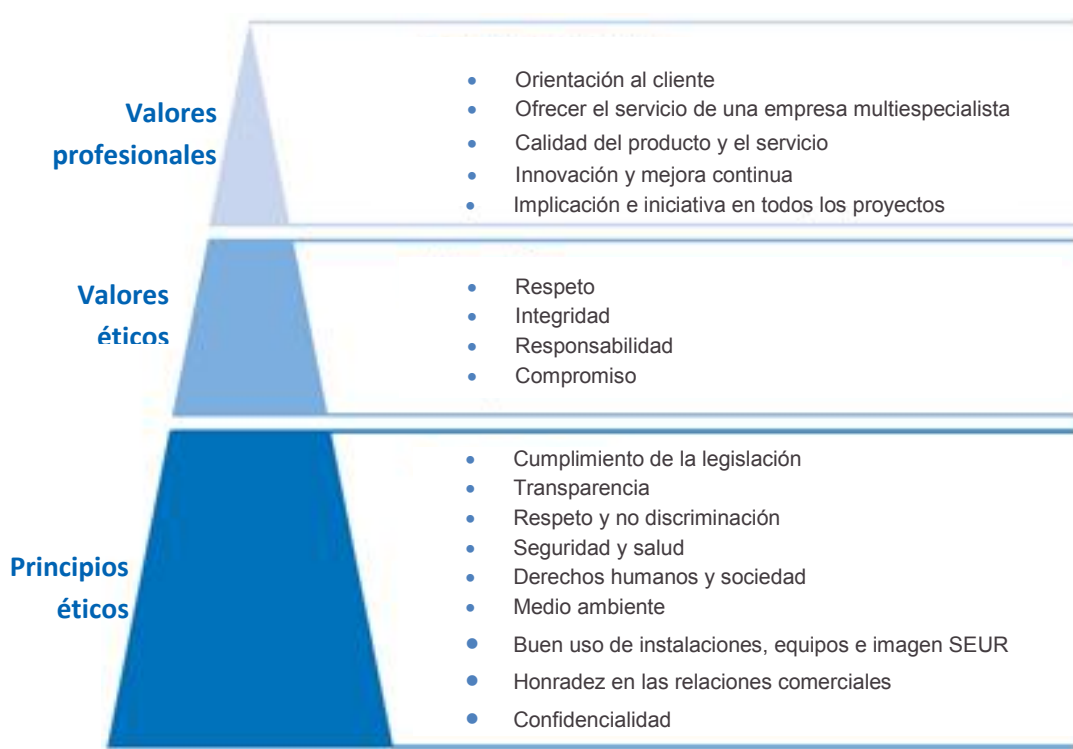 Valores
profesionales
• Orientación al cliente
• Ofrecer el servicio de una empresa multiespecialista
• Calidad del producto y el servicio
• Innovación y mejora continua
• Implicación e iniciativa en todos los proyectos
Valores
éticos
• Respeto
• Integridad
• Responsabilidad
• Compromiso
Principios
éticos
• Cumplimiento de la legislación
• Transparencia
• Respeto y no discriminación
• Seguridad y salud
• Derechos humanos y sociedad
• Medio ambiente
• Buen uso de instalaciones, equipos e imagen SEUR
• Honradez en las relaciones comerciales
• Confidencialidad